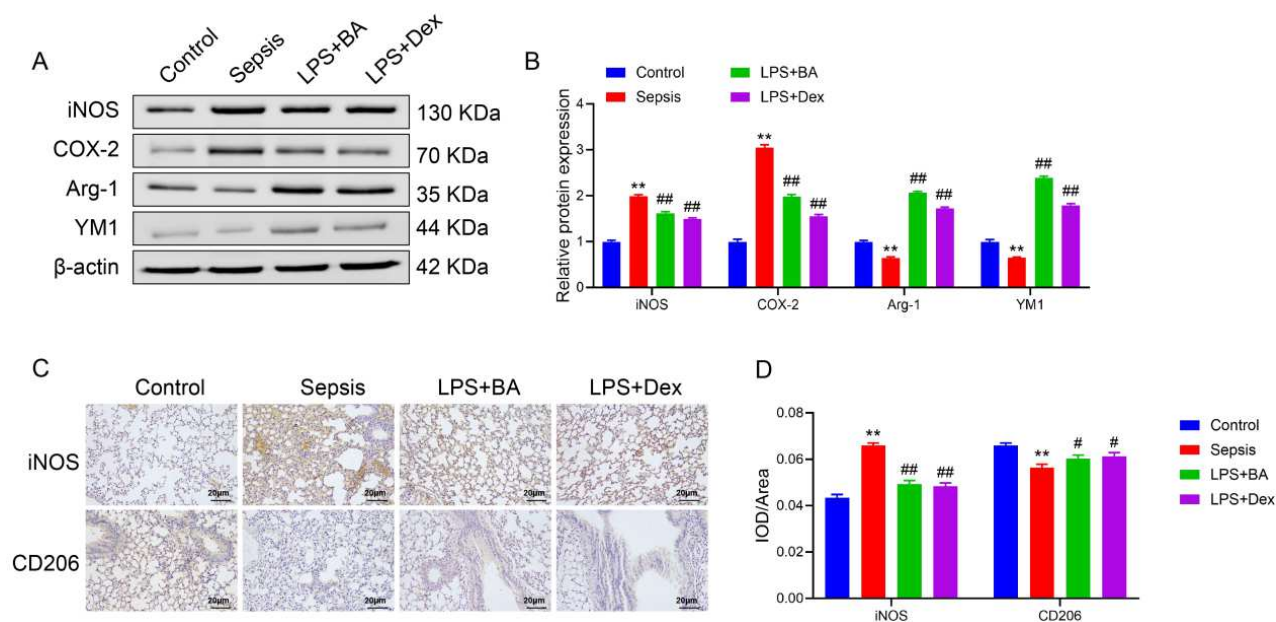 A
Control
Sepsis
LPS+BA
LPS+Dex
iNOS
130 KDa
COX-2
70 KDa
Arg-1
35 KDa
YM1
44 KDa
β-actin
42 KDa
B
Control
LPS+BA
Sepsis
LPS+Dex
Relative protein expression
4
3
2
1
0
**
##
##
**
##
##
**
##
##
**
##
##
iNOS
COX-2
Arg-1
YM1
C
Control
Sepsis
LPS+BA
LPS+Dex
iNOS
20μm
20μm
20μm
20μm
CD206
20μm
20μm
20μm
20μm
D
IOD/Area
0.08
0.06
0.04
0.02
0.00
**
##
##
**
#
#
iNOS
CD206
Control
Sepsis
LPS+BA
LPS+Dex